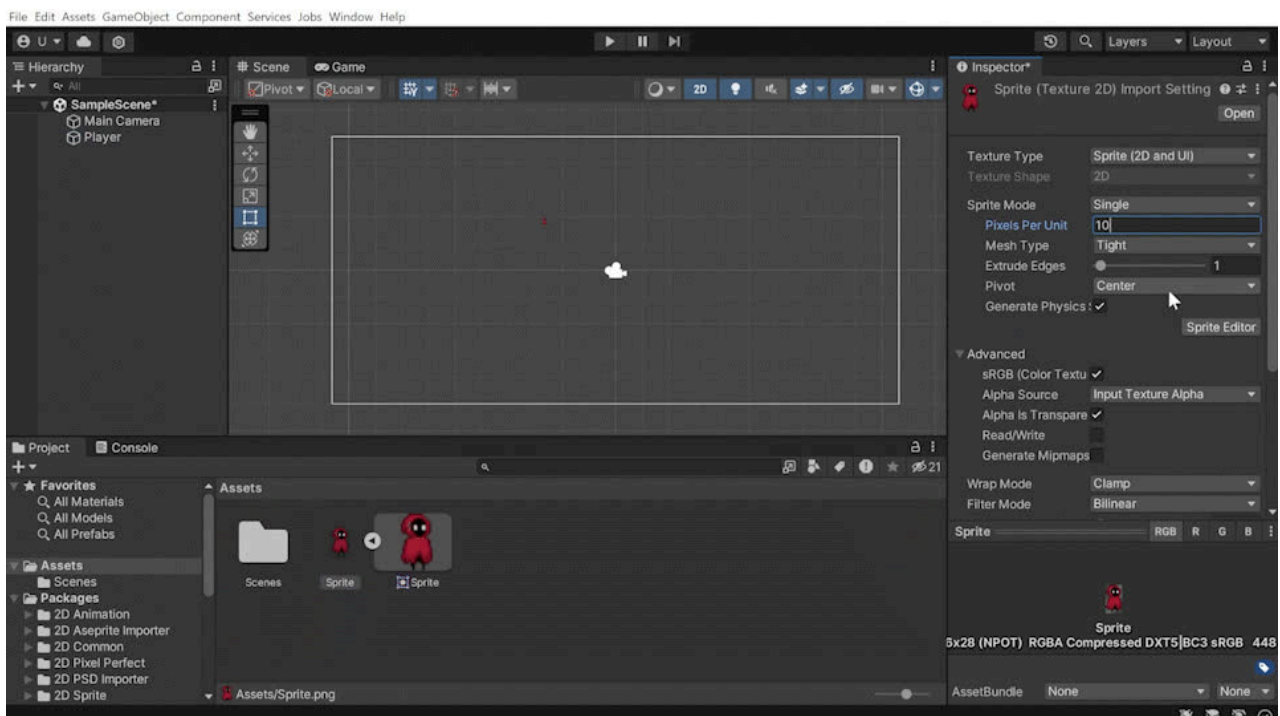 File Edit Assets GameObject Component Services Jobs Window Help
U
Layers Layout
Hierarchy
All
SampleScene*
Main Camera
Player
Scene Game
Pivot Local 2D
Inspector*
Sprite (Texture 2D) Import Setting
Open
Texture Type Sprite (2D and UI)
Texture Shape 2D
Sprite Mode Single
Pixels Per Unit 10
Mesh Type Tight
Extrude Edges 1
Pivot Center
Generate Physics S
Sprite Editor
Advanced
sRGB (Color Textu
Alpha Source Input Texture Alpha
Alpha Is Transpare
Read/Write
Generate Mipmaps
Wrap Mode Clamp
Filter Mode Bilinear
Project Console
21
Favorites
All Materials
All Models
All Prefabs
Assets
Scenes
Packages
2D Animation
2D Aseprite Importer
2D Common
2D Pixel Perfect
2D PSD Importer
2D Sprite
Assets
Scenes Sprite Sprite
Assets/Sprite.png
Sprite RGB R G B
Sprite
6x28 (NPOT) RGBA Compressed DXT5|BC3 sRGB 448
AssetBundle None None